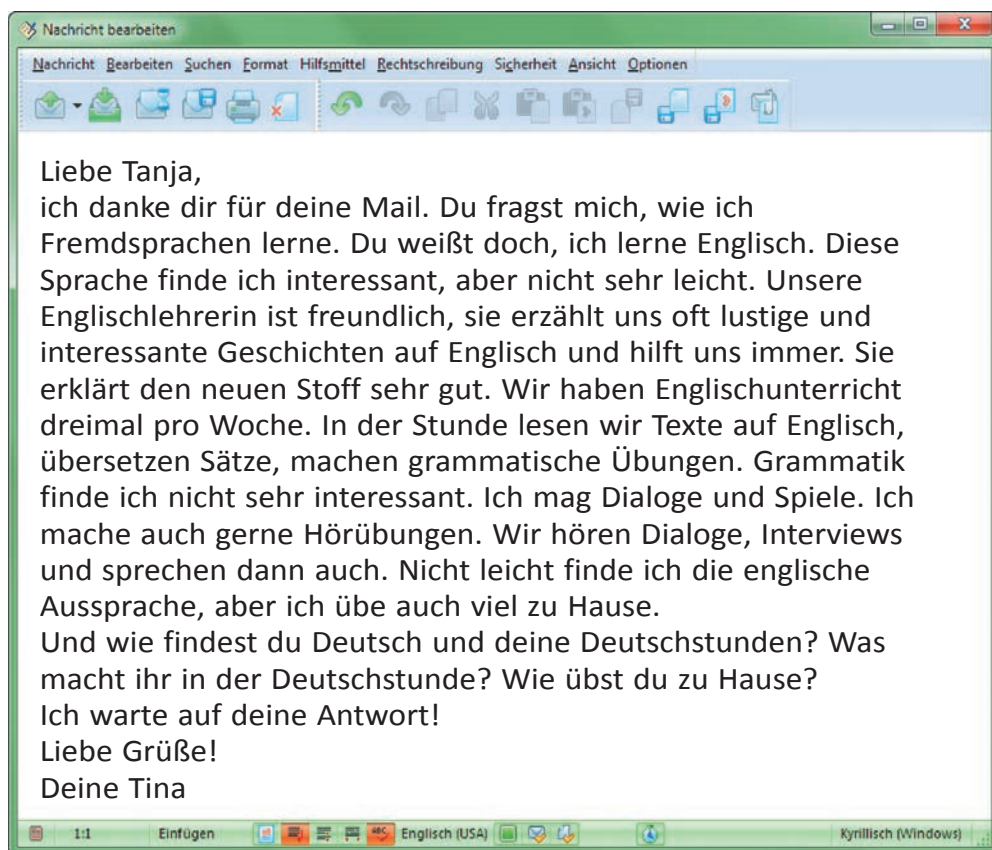 Nachricht bearbeiten
Nachricht Bearbeiten Suchen Format Hilfsmittel Rechtschreibung Sicherheit Ansicht Optionen
Liebe Tanja,
ich danke dir für deine Mail. Du fragst mich, wie ich
Fremdsprachen lerne. Du weißt doch, ich lerne Englisch. Diese
Sprache finde ich interessant, aber nicht sehr leicht. Unsere
Englischlehrerin ist freundlich, sie erzählt uns oft lustige und
interessante Geschichten auf Englisch und hilft uns immer. Sie
erklärt den neuen Stoff sehr gut. Wir haben Englischunterricht
dreimal pro Woche. In der Stunde lesen wir Texte auf Englisch,
übersetzen Sätze, machen grammatische Übungen. Grammatik
finde ich nicht sehr interessant. Ich mag Dialoge und Spiele. Ich
mache auch gerne Hörübungen. Wir hören Dialoge, Interviews
und sprechen dann auch. Nicht leicht finde ich die englische
Aussprache, aber ich übe auch viel zu Hause.
Und wie findest du Deutsch und deine Deutschstunden? Was
macht ihr in der Deutschstunde? Wie übst du zu Hause?
Ich warte auf deine Antwort!
Liebe Grüße!
Deine Tina
1:1 Einfügen ABC Englisch (USA) Kyrillisch (Windows)